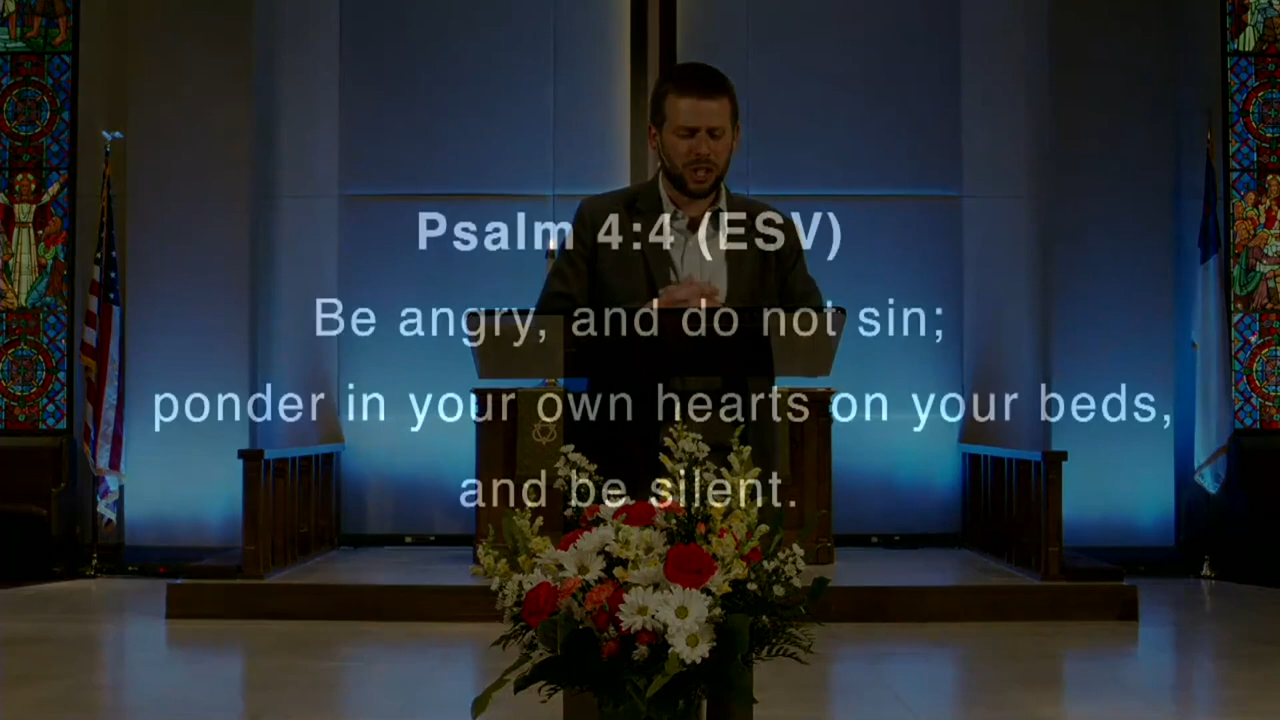 Psalm 4:4 (ESV)
Be angry, and do not sin;
ponder in your own hearts on your beds,
and be silent.